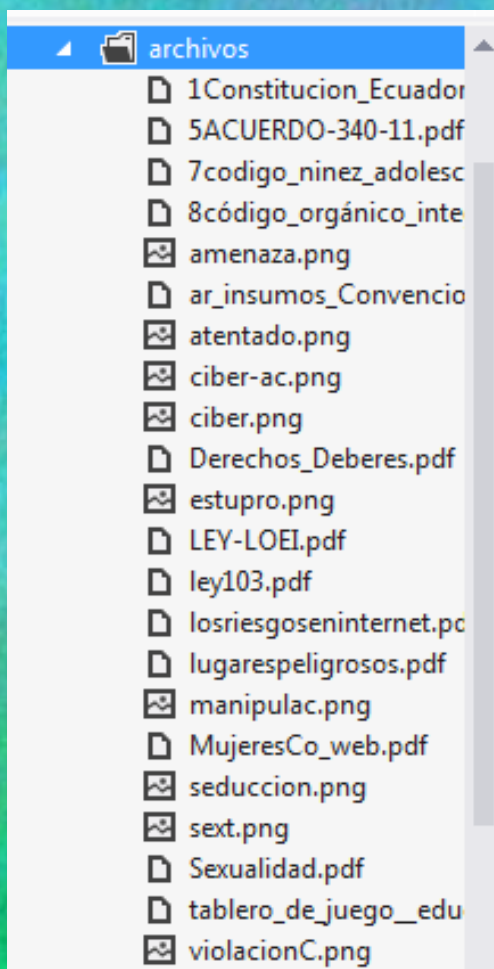 archivos
1Constitucion_Ecuador
5ACUERDO-340-11.pdf
7codigo_ninez_adolesc
8código_orgánico_inte
amenaza.png
ar_insumos_Convencio
atentado.png
ciber-ac.png
ciber.png
Derechos_Deberes.pdf
estupro.png
LEY-LOEI.pdf
ley103.pdf
losriesgoseninternet.pd
lugarespeligrosos.pdf
manipulac.png
MujeresCo_web.pdf
seduccion.png
sext.png
Sexualidad.pdf
tablero_de_juego__edu
violacionC.png